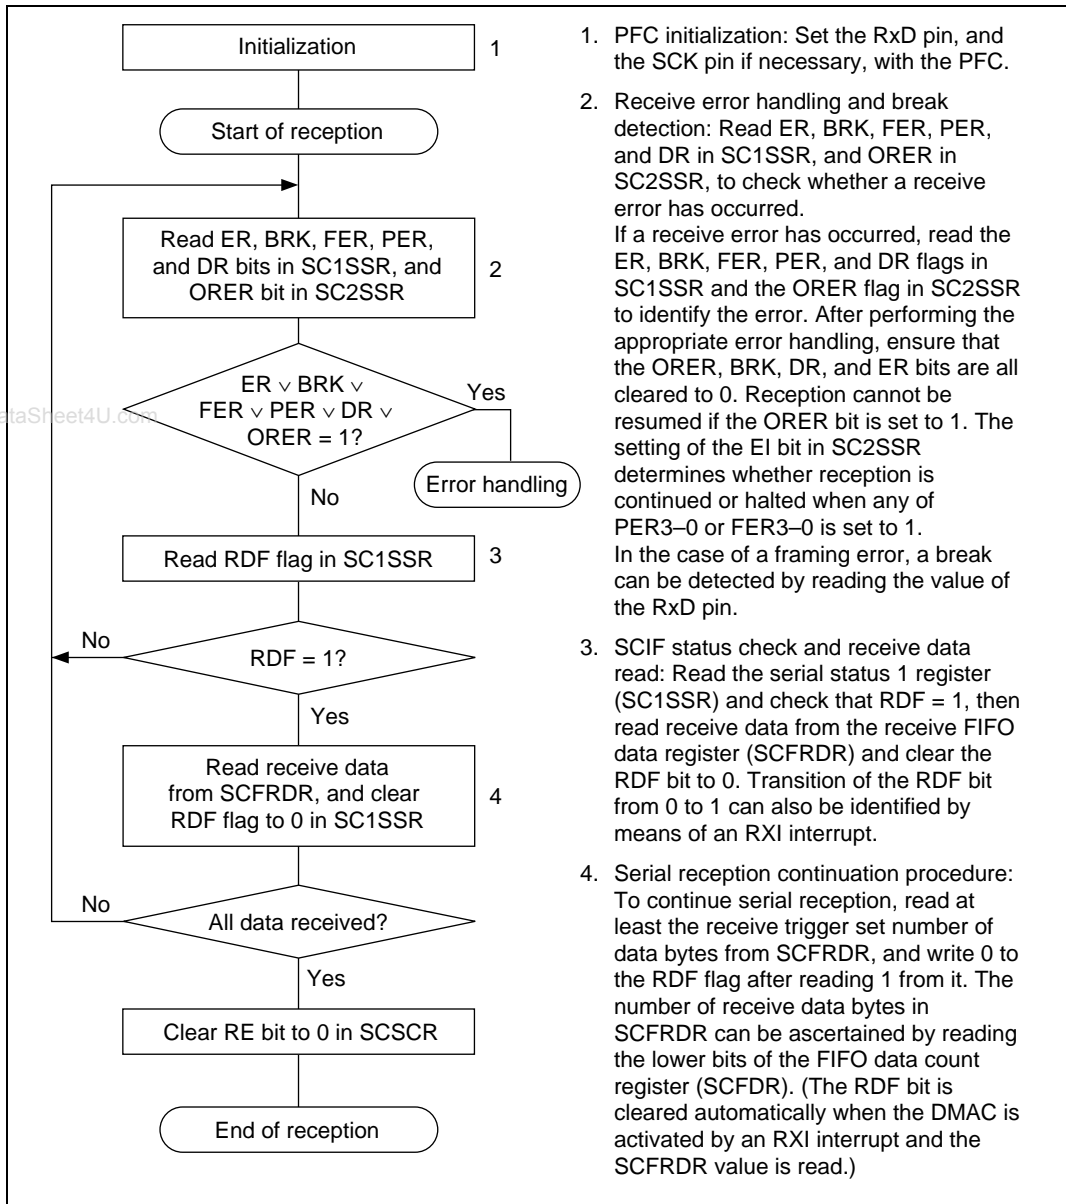 Initialization
1
Start of reception
Read ER, BRK, FER, PER,
and DR bits in SC1SSR, and
ORER bit in SC2SSR
2
ER ∨ BRK ∨
FER ∨ PER ∨ DR ∨
ORER = 1?
Yes
Error handling
No
Read RDF flag in SC1SSR
3
No
RDF = 1?
Yes
Read receive data
from SCFRDR, and clear
RDF flag to 0 in SC1SSR
4
No
All data received?
Yes
Clear RE bit to 0 in SCSCR
End of reception
1. PFC initialization: Set the RxD pin, and
the SCK pin if necessary, with the PFC.
2. Receive error handling and break
detection: Read ER, BRK, FER, PER,
and DR in SC1SSR, and ORER in
SC2SSR, to check whether a receive
error has occurred.
If a receive error has occurred, read the
ER, BRK, FER, PER, and DR flags in
SC1SSR and the ORER flag in SC2SSR
to identify the error. After performing the
appropriate error handling, ensure that
the ORER, BRK, DR, and ER bits are all
cleared to 0. Reception cannot be
resumed if the ORER bit is set to 1. The
setting of the EI bit in SC2SSR
determines whether reception is
continued or halted when any of
PER3–0 or FER3–0 is set to 1.
In the case of a framing error, a break
can be detected by reading the value of
the RxD pin.
3. SCIF status check and receive data
read: Read the serial status 1 register
(SC1SSR) and check that RDF = 1, then
read receive data from the receive FIFO
data register (SCFRDR) and clear the
RDF bit to 0. Transition of the RDF bit
from 0 to 1 can also be identified by
means of an RXI interrupt.
4. Serial reception continuation procedure:
To continue serial reception, read at
least the receive trigger set number of
data bytes from SCFRDR, and write 0 to
the RDF flag after reading 1 from it. The
number of receive data bytes in
SCFRDR can be ascertained by reading
the lower bits of the FIFO data count
register (SCFDR). (The RDF bit is
cleared automatically when the DMAC is
activated by an RXI interrupt and the
SCFRDR value is read.)
ataSheet4U.com